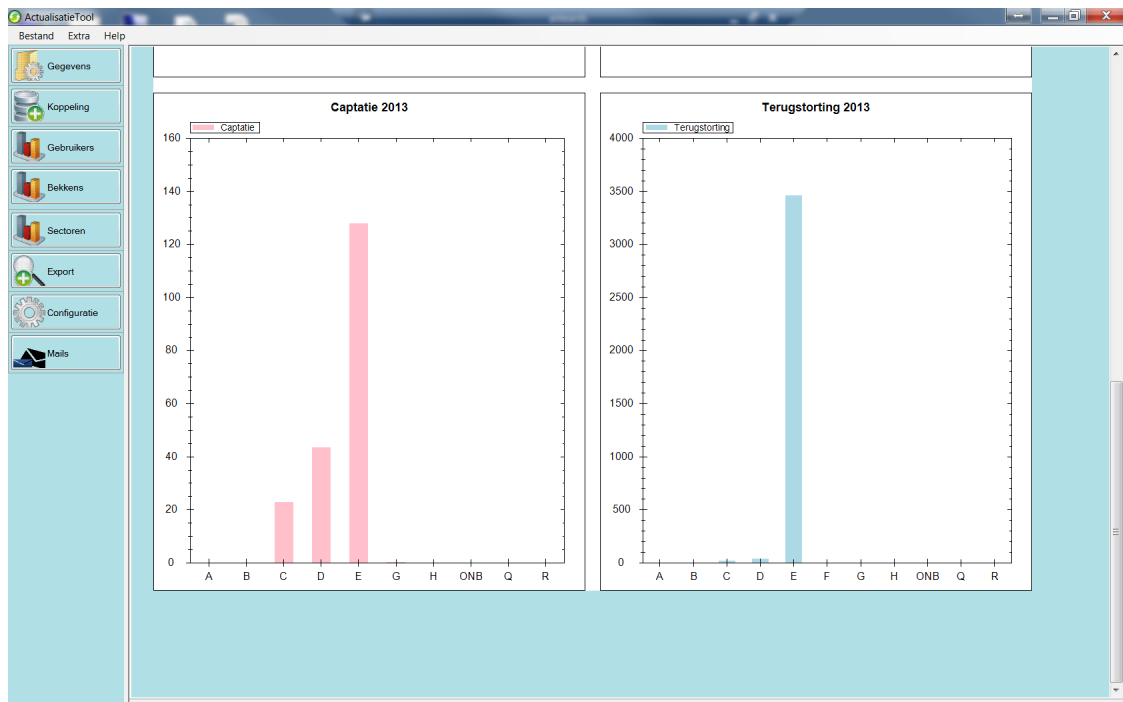 ActualisatieTool
Bestand Extra Help
Gegevens
Koppeling
Gebruikers
Bekkens
Sectoren
Export
Configuratie
Mails
Captatie 2013
Captatie
160
140
120
100
80
60
40
20
0
A B C D E G H ONB Q R
Terugstorting 2013
Terugstorting
4000
3500
3000
2500
2000
1500
1000
500
0
A B C D E F G H ONB Q R